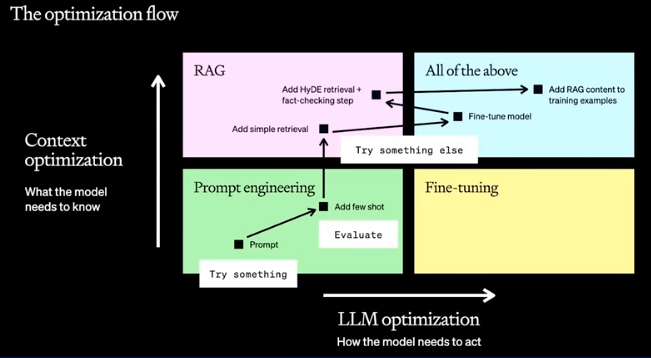 The optimization flow
RAG
All of the above
Add HyDE retrieval +
fact-checking step
Add RAG content to
training examples
Fine-tune model
Add simple retrieval
Try something else
Context
optimization
What the model
needs to know
Prompt engineering
Fine-tuning
Add few shot
Evaluate
Prompt
Try something
LLM optimization
How the model needs to act